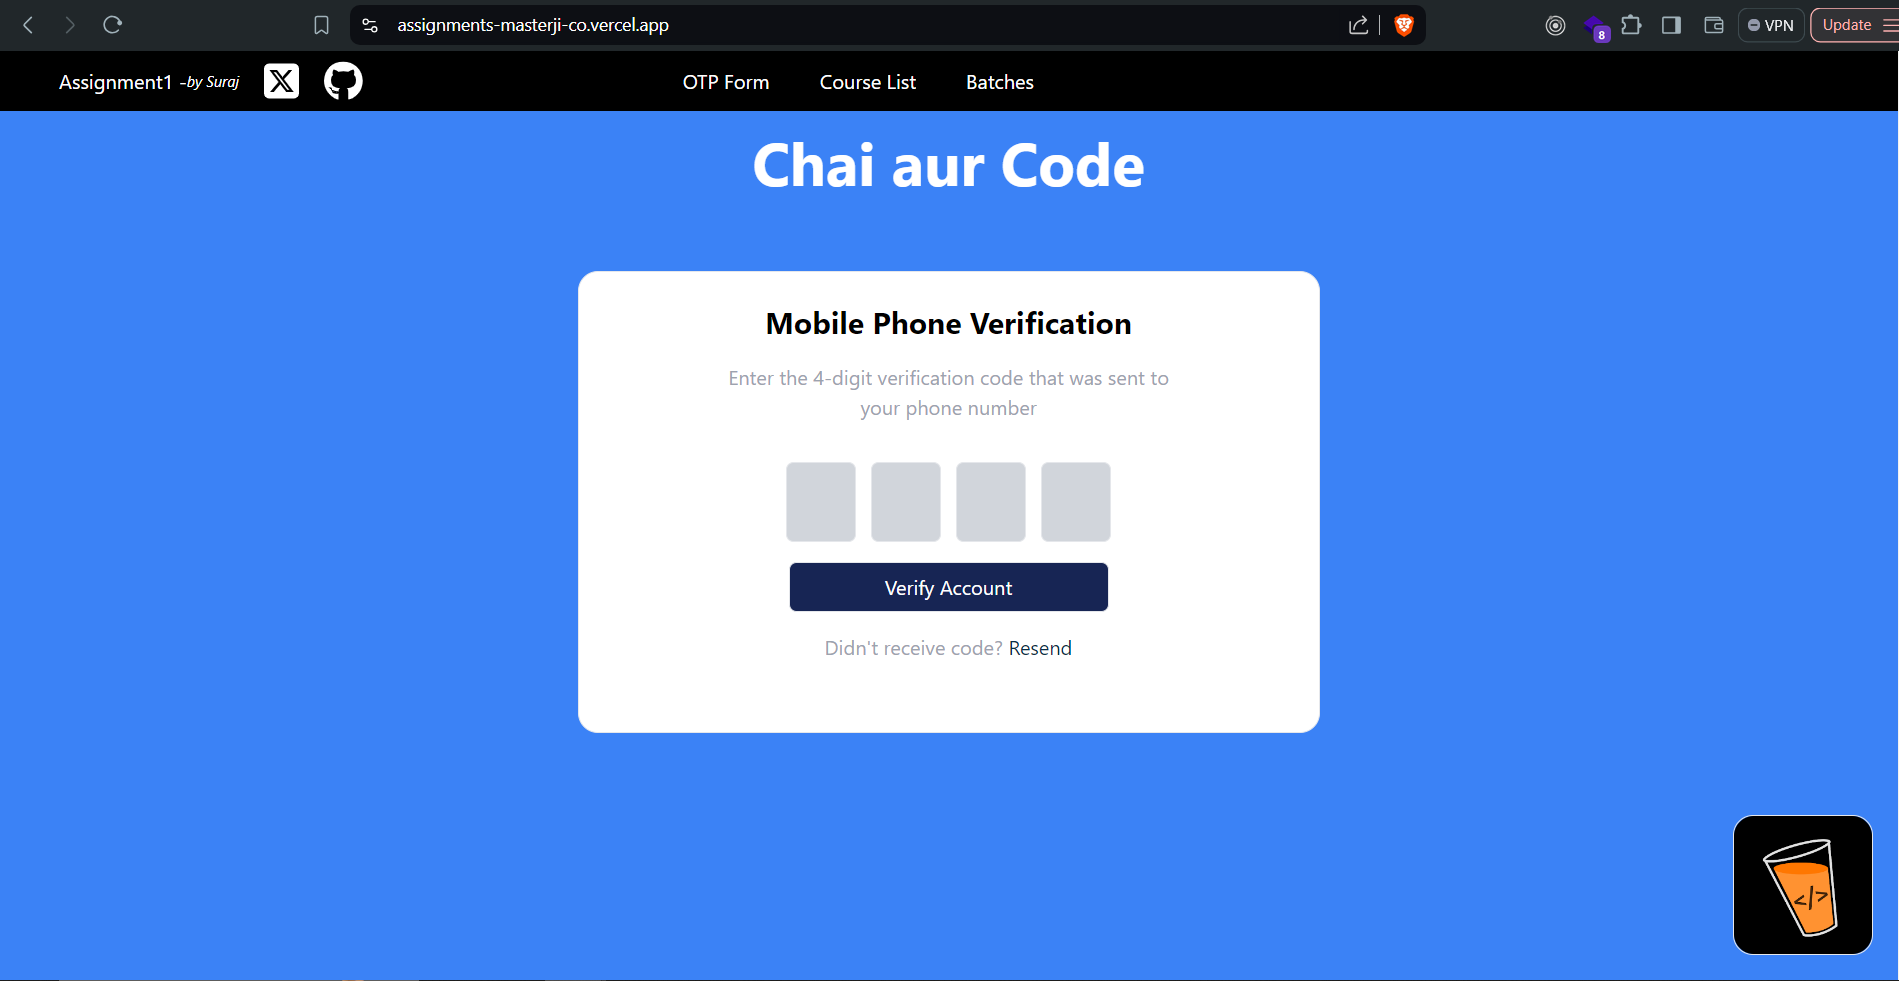 assignments-masterji-co.vercel.app
8
VPN
Update
Assignment1 -by Suraj
OTP Form
Course List
Batches
Chai aur Code
Mobile Phone Verification
Enter the 4-digit verification code that was sent to
your phone number
Verify Account
Didn't receive code? Resend
</>